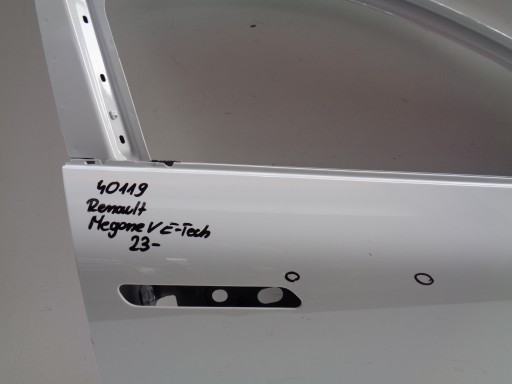 40119
Renault
Megane V E-Tech
23-